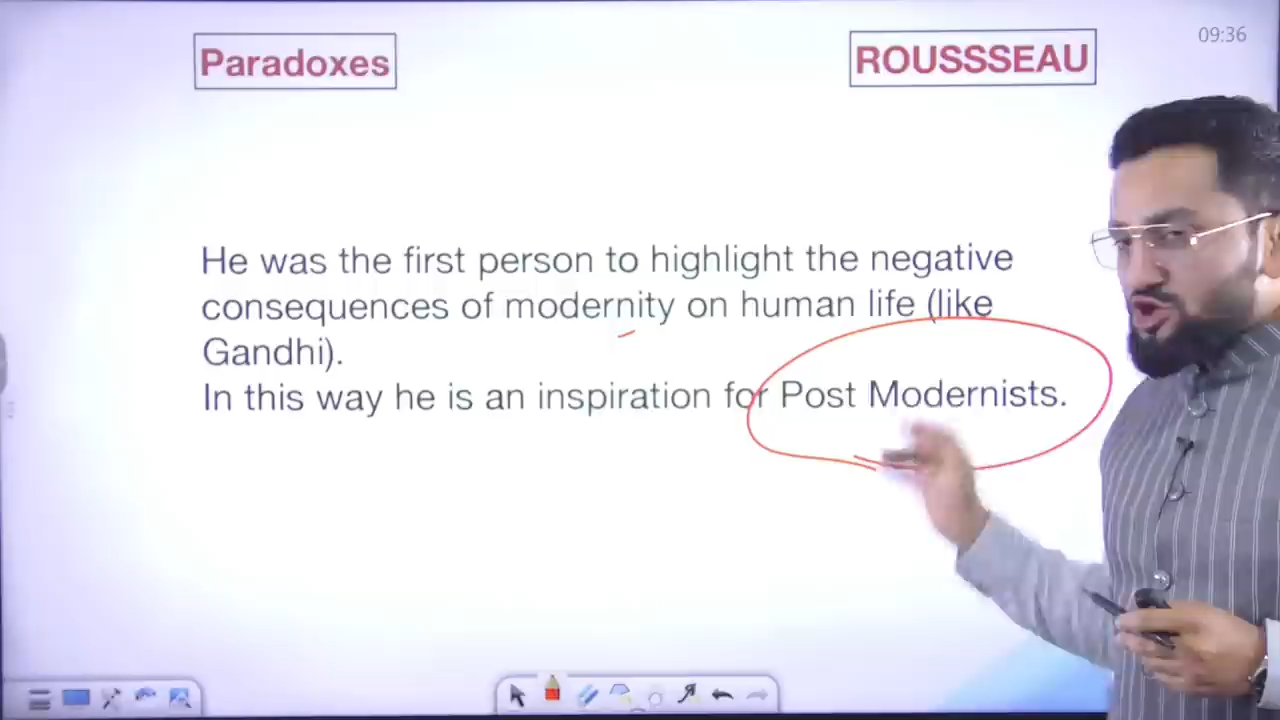 Paradoxes
ROUSSSEAU
09:36
He was the first person to highlight the negative
consequences of modernity on human life (like
Gandhi).
In this way he is an inspiration for Post Modernists.